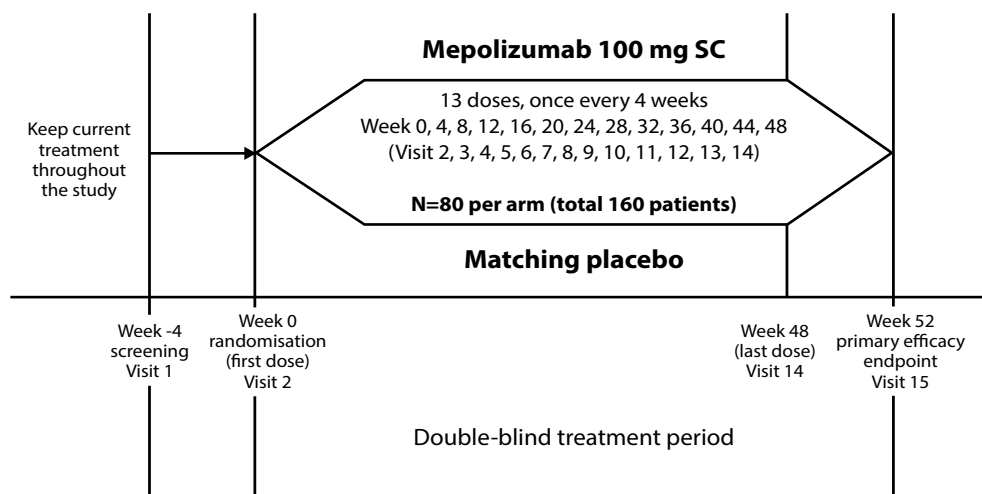 Mepolizumab 100 mg SC
13 doses, once every 4 weeks
Week 0, 4, 8, 12, 16, 20, 24, 28, 32, 36, 40, 44, 48
(Visit 2, 3, 4, 5, 6, 7, 8, 9, 10, 11, 12, 13, 14)
Keep current
treatment
throughout
the study
N=80 per arm (total 160 patients)
Matching placebo
Week -4
screening
Visit 1
Week 0
randomisation
(first dose)
Visit 2
Week 48
(last dose)
Visit 14
Week 52
primary efficacy
endpoint
Visit 15
Double-blind treatment period